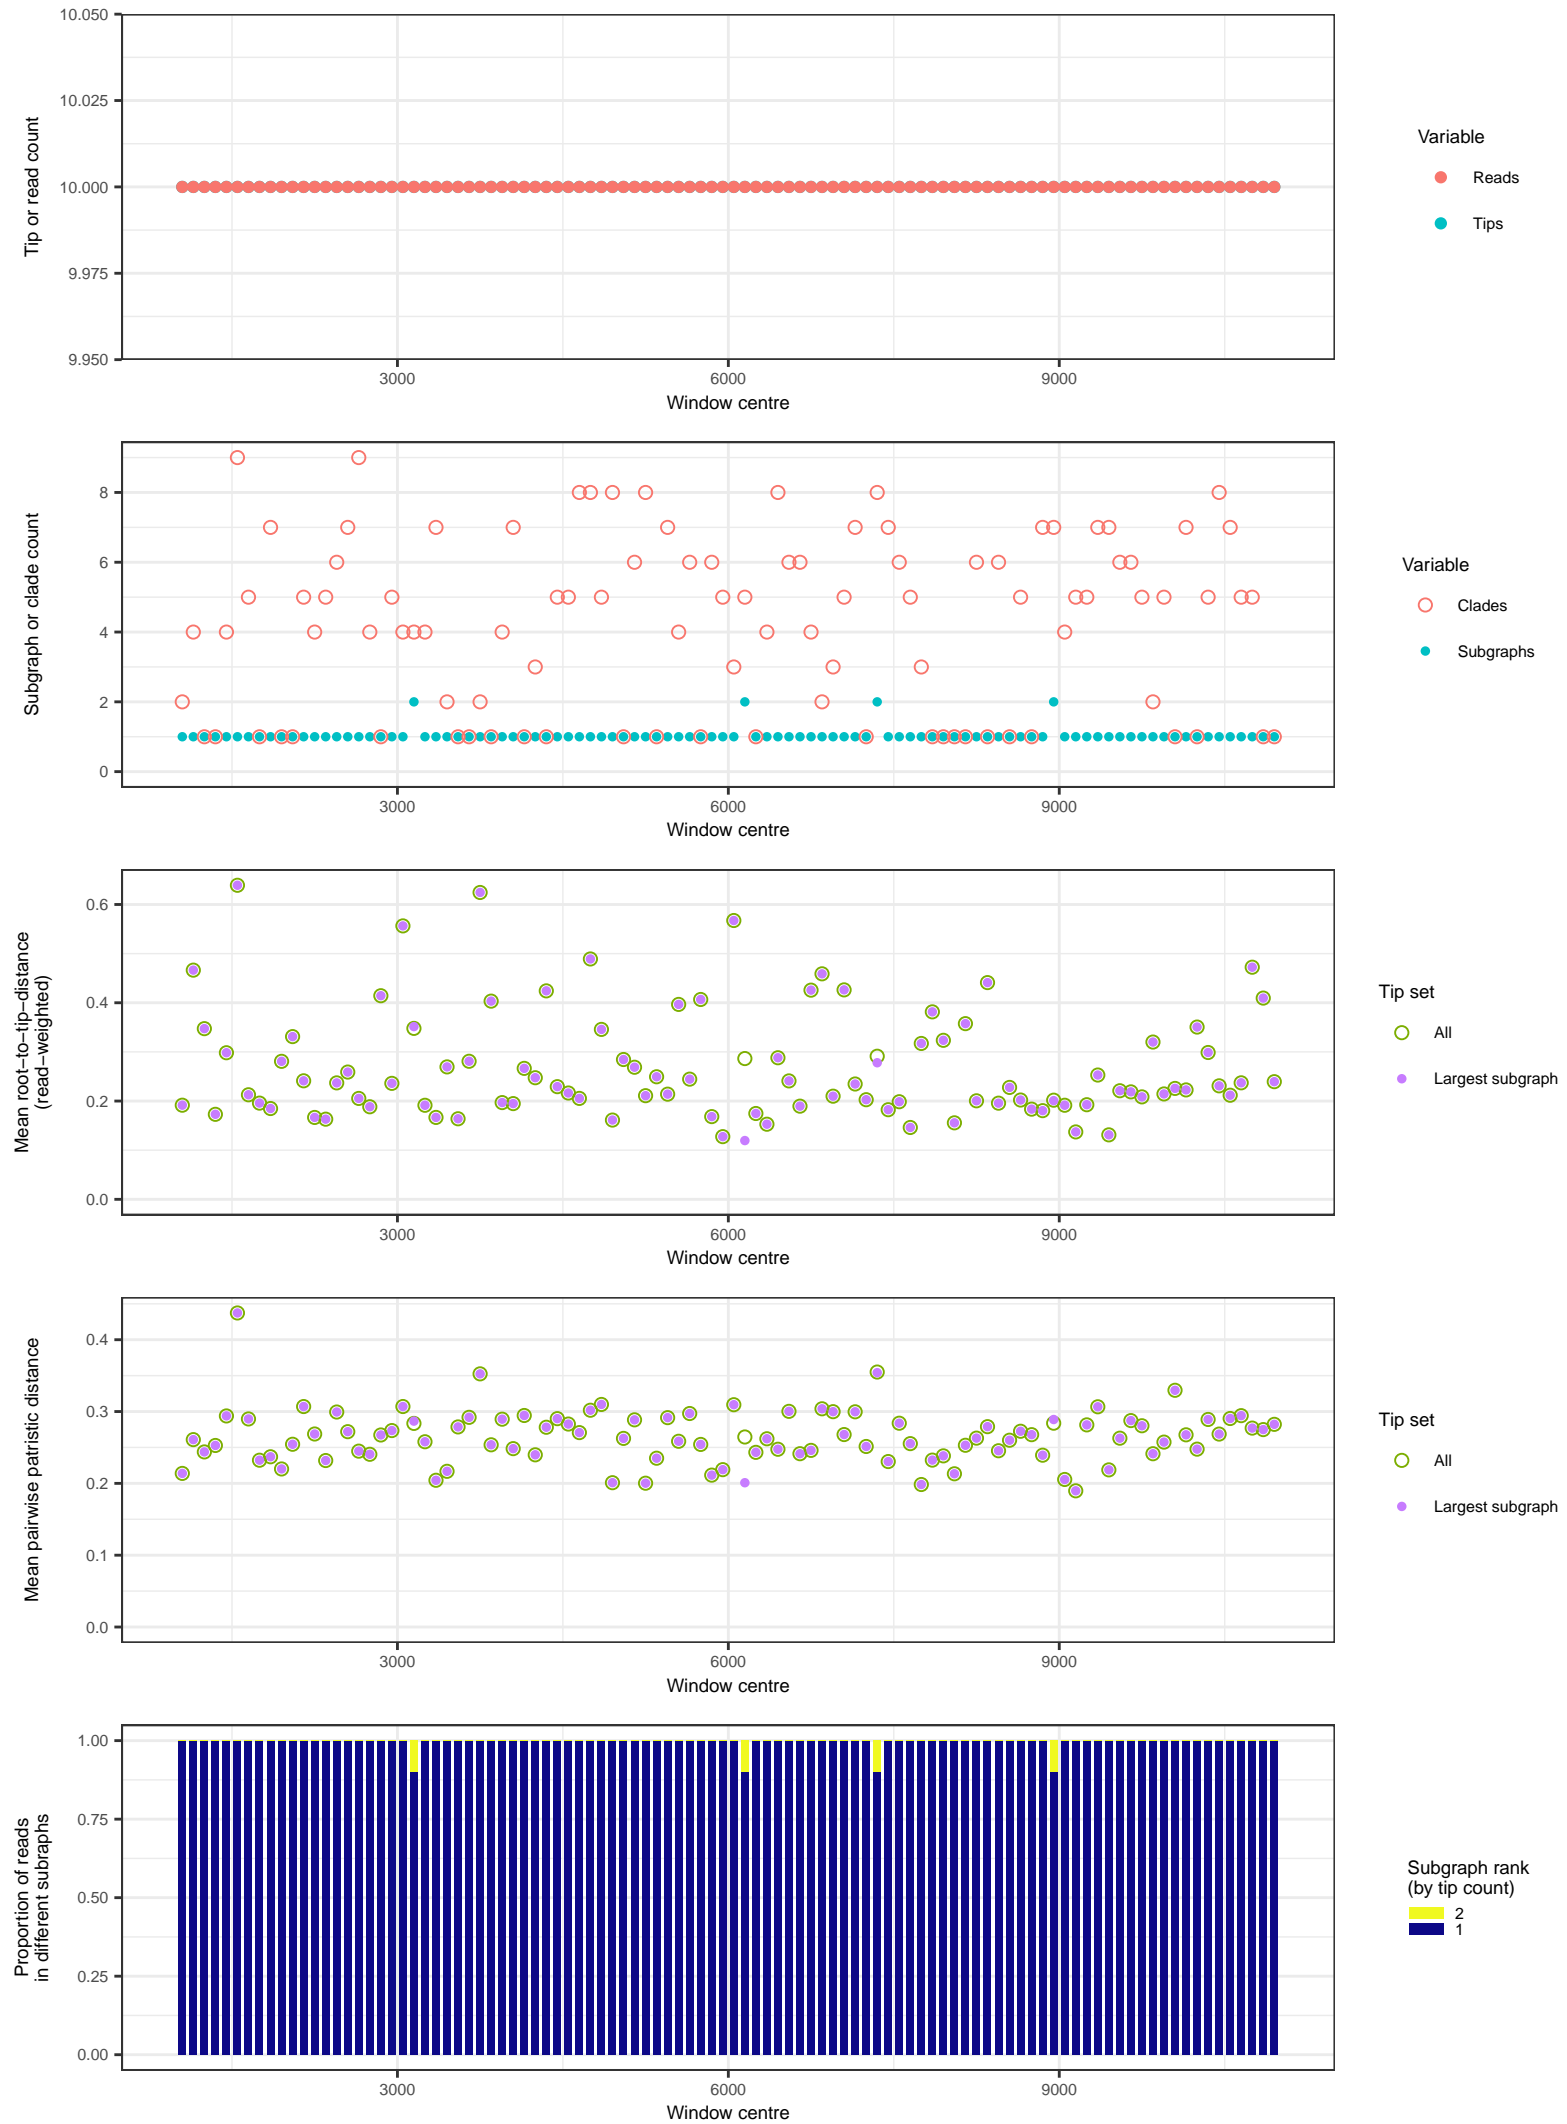 10.050
10.025
10.000
9.975
9.950
Tip or read count
3000 6000 9000
Window centre
Variable
Reads
Tips
8
6
4
2
0
Subgraph or clade count
3000 6000 9000
Window centre
Variable
Clades
Subgraphs
0.6
0.4
0.2
0.0
Mean root−to−tip−distance
(read−weighted)
3000 6000 9000
Window centre
Tip set
All
Largest subgraph
0.4
0.3
0.2
0.1
0.0
Mean pairwise patristic distance
3000 6000 9000
Window centre
Tip set
All
Largest subgraph
1.00
0.75
0.50
0.25
0.00
Proportion of reads
in different subraphs
3000 6000 9000
Window centre
Subgraph rank
(by tip count)
2
1